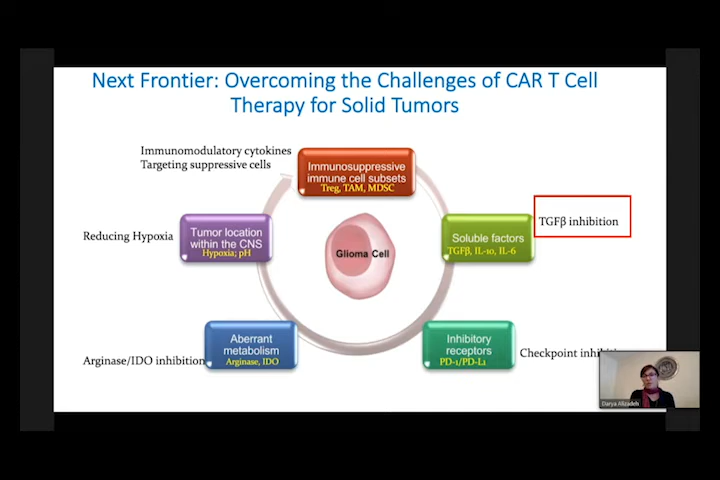 Next Frontier: Overcoming the Challenges of CAR T Cell
Therapy for Solid Tumors
Immunomodulatory cytokines
Targeting suppressive cells
Immunosuppressive
immune cell subsets
Treg, TAM, MDSC
TGFβ inhibition
Soluble factors
TGFβ, IL-10, IL-6
Reducing Hypoxia
Tumor location
within the CNS
Hypoxia; pH
Glioma Cell
Aberrant
metabolism
Arginase, IDO
Arginase/IDO inhibition
Inhibitory
receptors
PD-1/PD-L1
Checkpoint
Darya Alizadeh